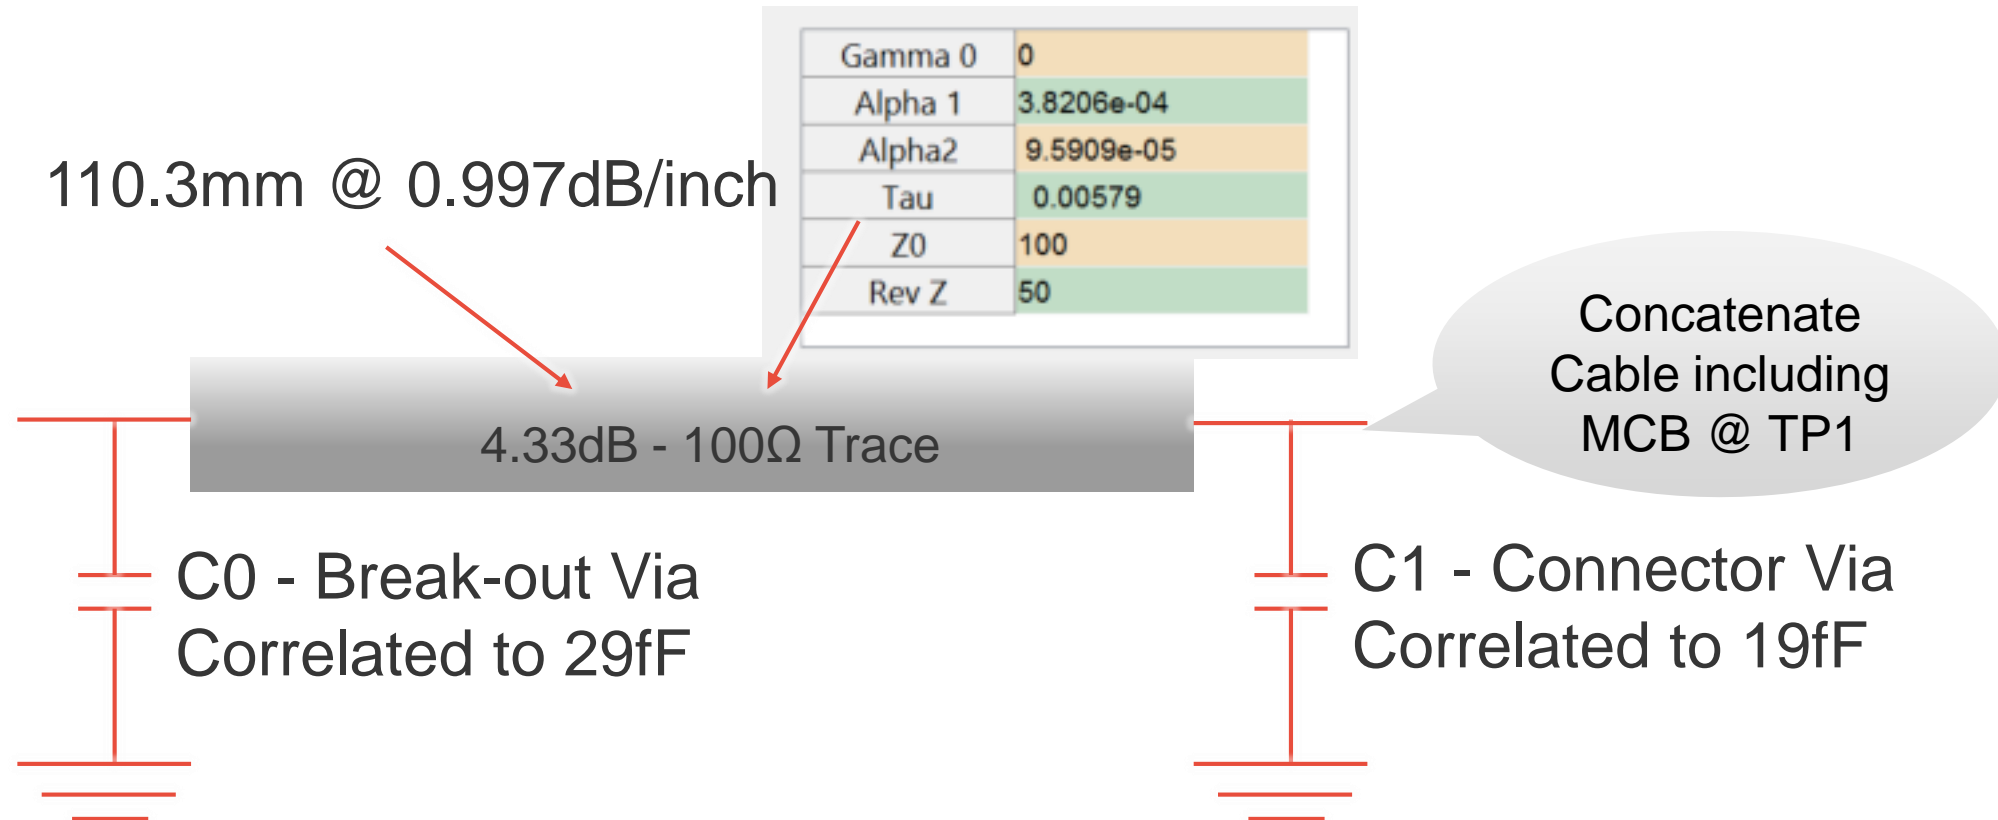 Gamma 0 0
Alpha 1 3.8206e-04
Alpha2 9.5909e-05
Tau 0.00579
Z0 100
Rev Z 50
110.3mm @ 0.997dB/inch
4.33dB - 100Ω Trace
Concatenate
Cable including
MCB @ TP1
C0 - Break-out Via
Correlated to 29fF
C1 - Connector Via
Correlated to 19fF